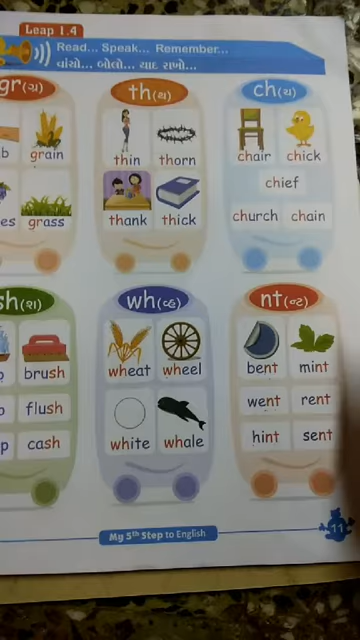 Leap 1.4
Read... Speak... Remember...
વાંચો... બોલો... યાદ રાખો...
gr(ગ્ર) th(થ) ch(ચ)
grain thin thorn chair chick
chief
grass thank thick church chain
sh(શ) wh(વ્હ) nt(ન્ટ)
brush wheat wheel bent mint
flush went rent
cash white whale hint sent
My 5th Step to English
11